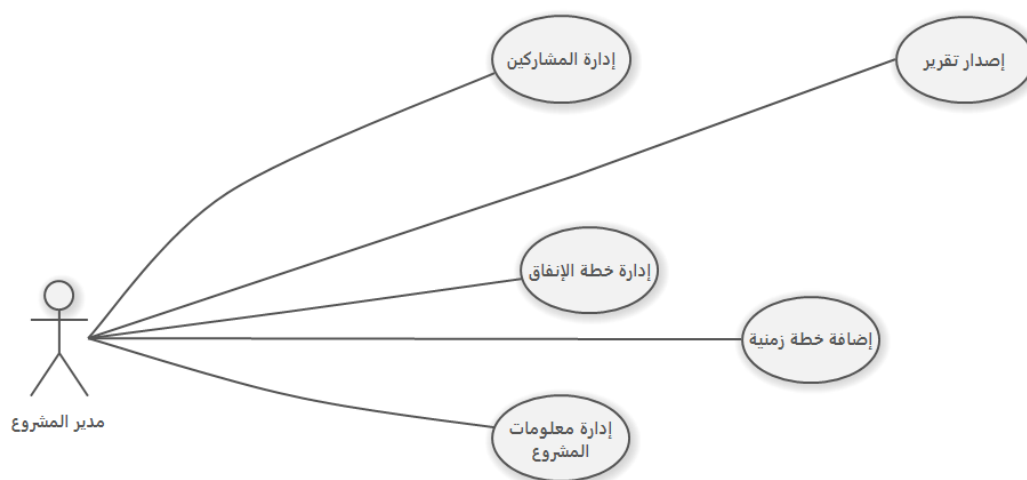 إدارة المشاركين
إصدار تقرير
إدارة خطة الإنفاق
إضافة خطة زمنية
مدير المشروع
إدارة معلومات
المشروع